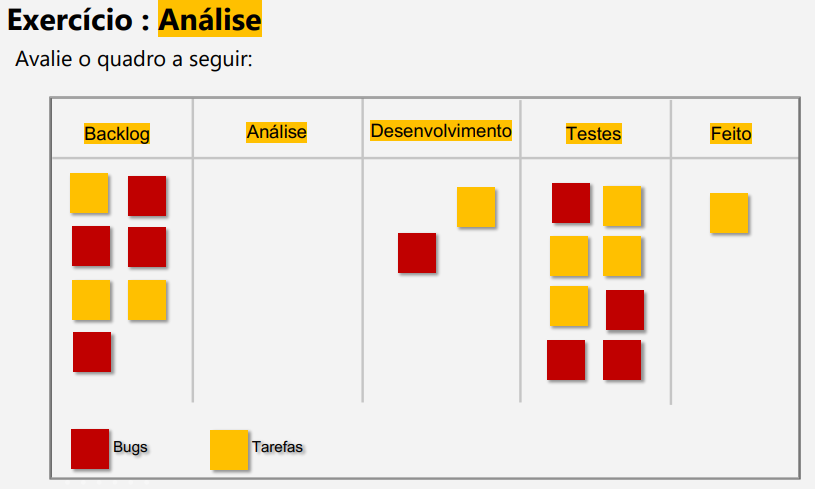 Exercício : Análise
Avalie o quadro a seguir:
Backlog
Análise
Desenvolvimento
Testes
Feito
Bugs
Tarefas